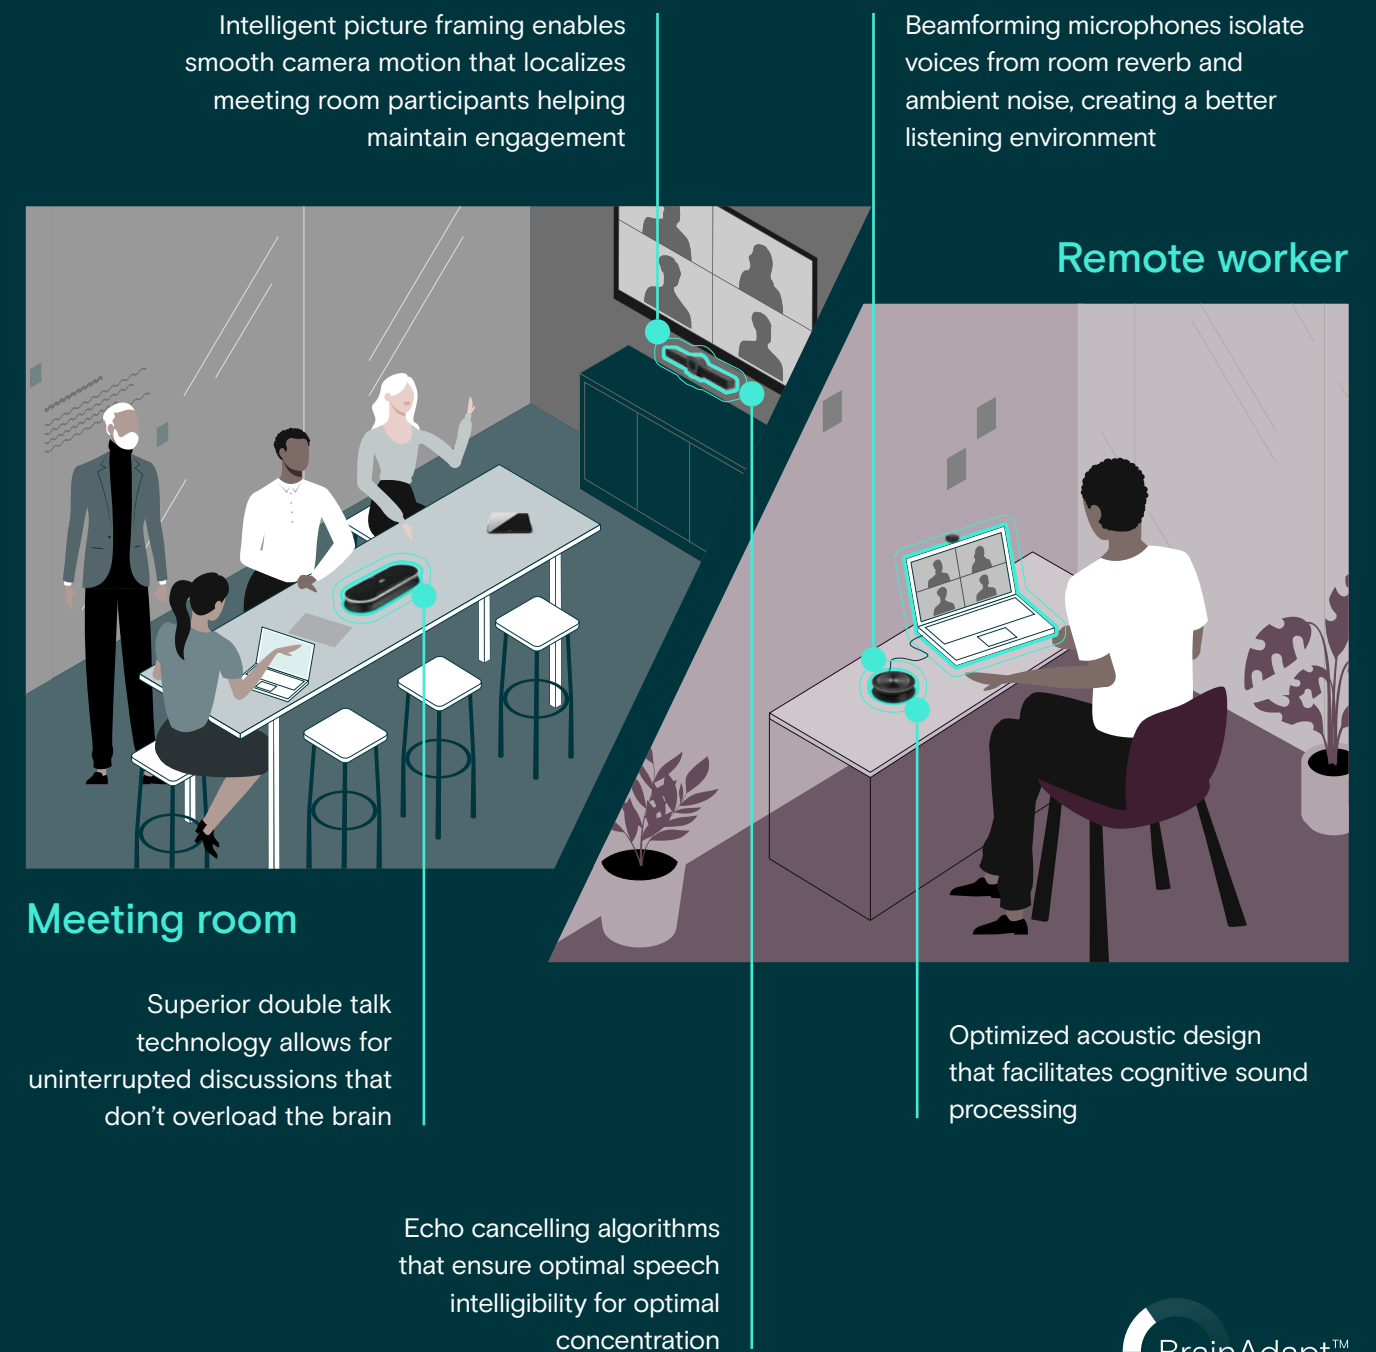 Intelligent picture framing enables
smooth camera motion that localizes
meeting room participants helping
maintain engagement
Beamforming microphones isolate
voices from room reverb and
ambient noise, creating a better
listening environment
Remote worker
Meeting room
Superior double talk
technology allows for
uninterrupted discussions that
don’t overload the brain
Optimized acoustic design
that facilitates cognitive sound
processing
Echo cancelling algorithms
that ensure optimal speech
intelligibility for optimal
concentration
BrainAdapt™